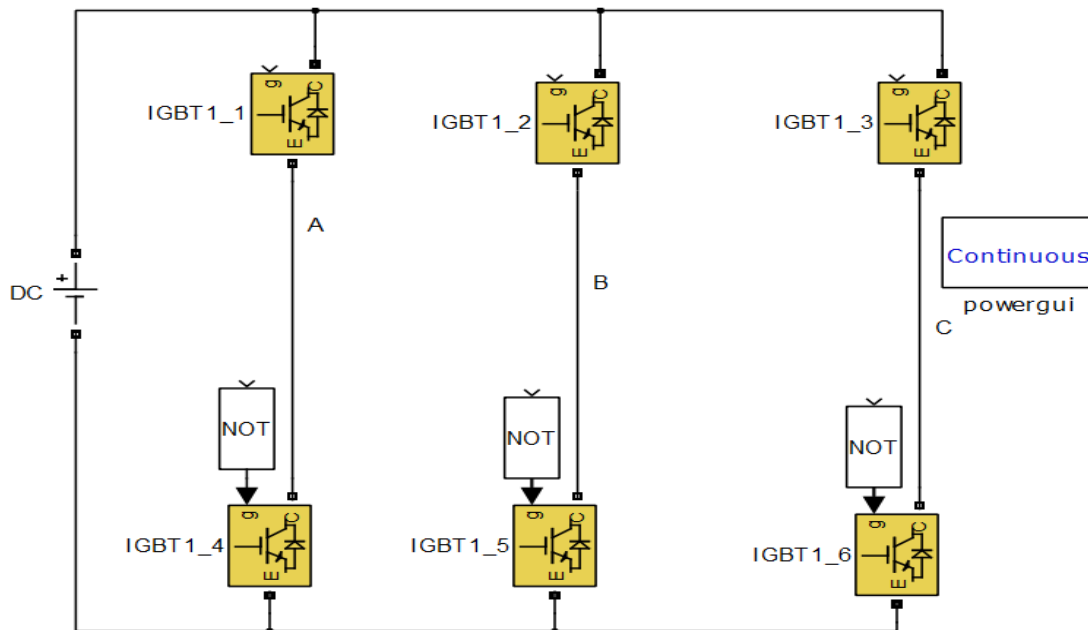 g
C
E
IGBT1_1
g
C
E
IGBT1_2
g
C
E
IGBT1_3
A
B
C
Continuous
powergui
+
DC
NOT
NOT
NOT
g
C
E
IGBT1_4
g
C
E
IGBT1_5
g
C
E
IGBT1_6